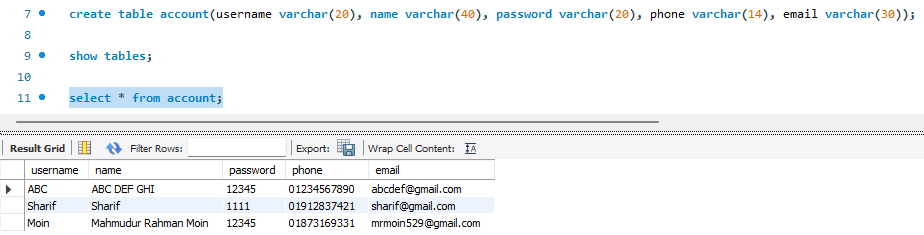 7 create table account(username varchar(20), name varchar(40), password varchar(20), phone varchar(14), email varchar(30));
8
9 show tables;
10
11 select * from account;
Result Grid Filter Rows: Export: Wrap Cell Content:
username name password phone email
ABC ABC DEF GHI 12345 01234567890 abcdef@gmail.com
Sharif Sharif 1111 01912837421 sharif@gmail.com
Moin Mahmudur Rahman Moin 12345 01873169331 mrmoin529@gmail.com